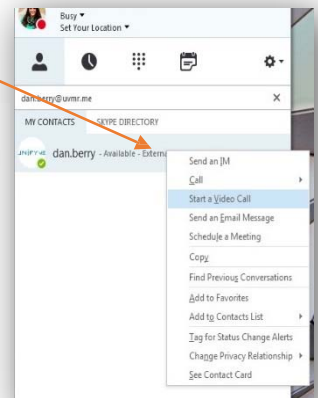 Busy
Set Your Location
dan.berry@uvmr.me
MY CONTACTS SKYPE DIRECTORY
dan.berry - Available - Externa
Send an IM
Call
Start a Video Call
Send an Email Message
Schedule a Meeting
Copy
Find Previous Conversations
Add to Favorites
Add to Contacts List
Tag for Status Change Alerts
Change Privacy Relationship
See Contact Card